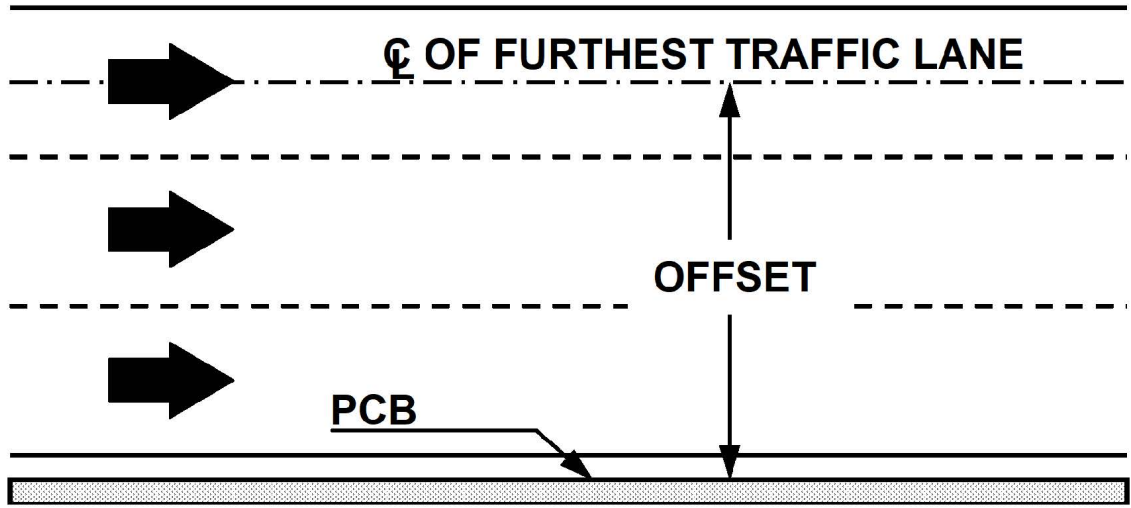 ℄ OF FURTHEST TRAFFIC LANE
OFFSET
PCB